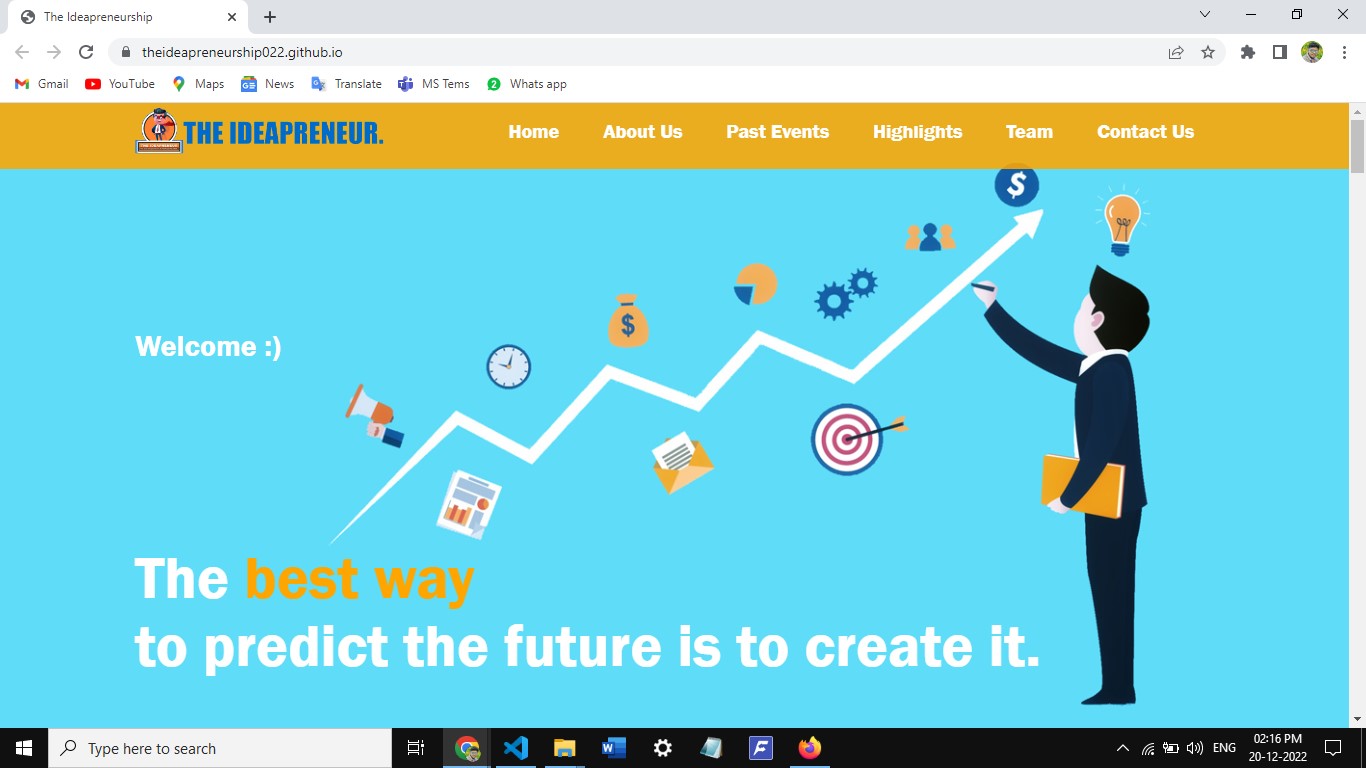 The Ideapreneurship
theideapreneurship022.github.io
Gmail YouTube Maps News Translate MS Tems 2 Whats app
THE IDEAPRENEUR.
Home About Us Past Events Highlights Team Contact Us
$
$
Welcome :)
The best way
to predict the future is to create it.
Type here to search
W
F
ENG
02:16 PM
20-12-2022